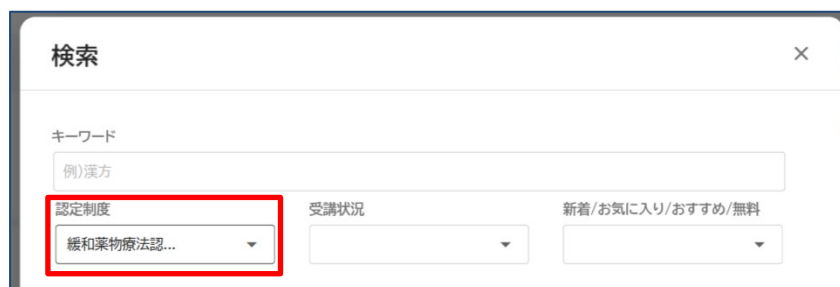 検索
キーワード
例)漢方
認定制度 受講状況 新着/お気に入り/おすすめ/無料
緩和薬物療法認...